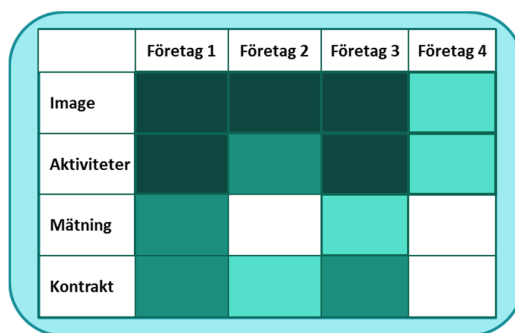 Företag 1 Företag 2 Företag 3 Företag 4
Image
Aktiviteter
Mätning
Kontrakt